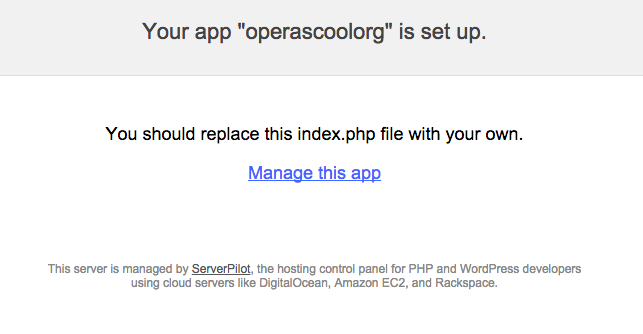 Your app "operascoolorg" is set up.
You should replace this index.php file with your own.
Manage this app
This server is managed by ServerPilot, the hosting control panel for PHP and WordPress developers
using cloud servers like DigitalOcean, Amazon EC2, and Rackspace.